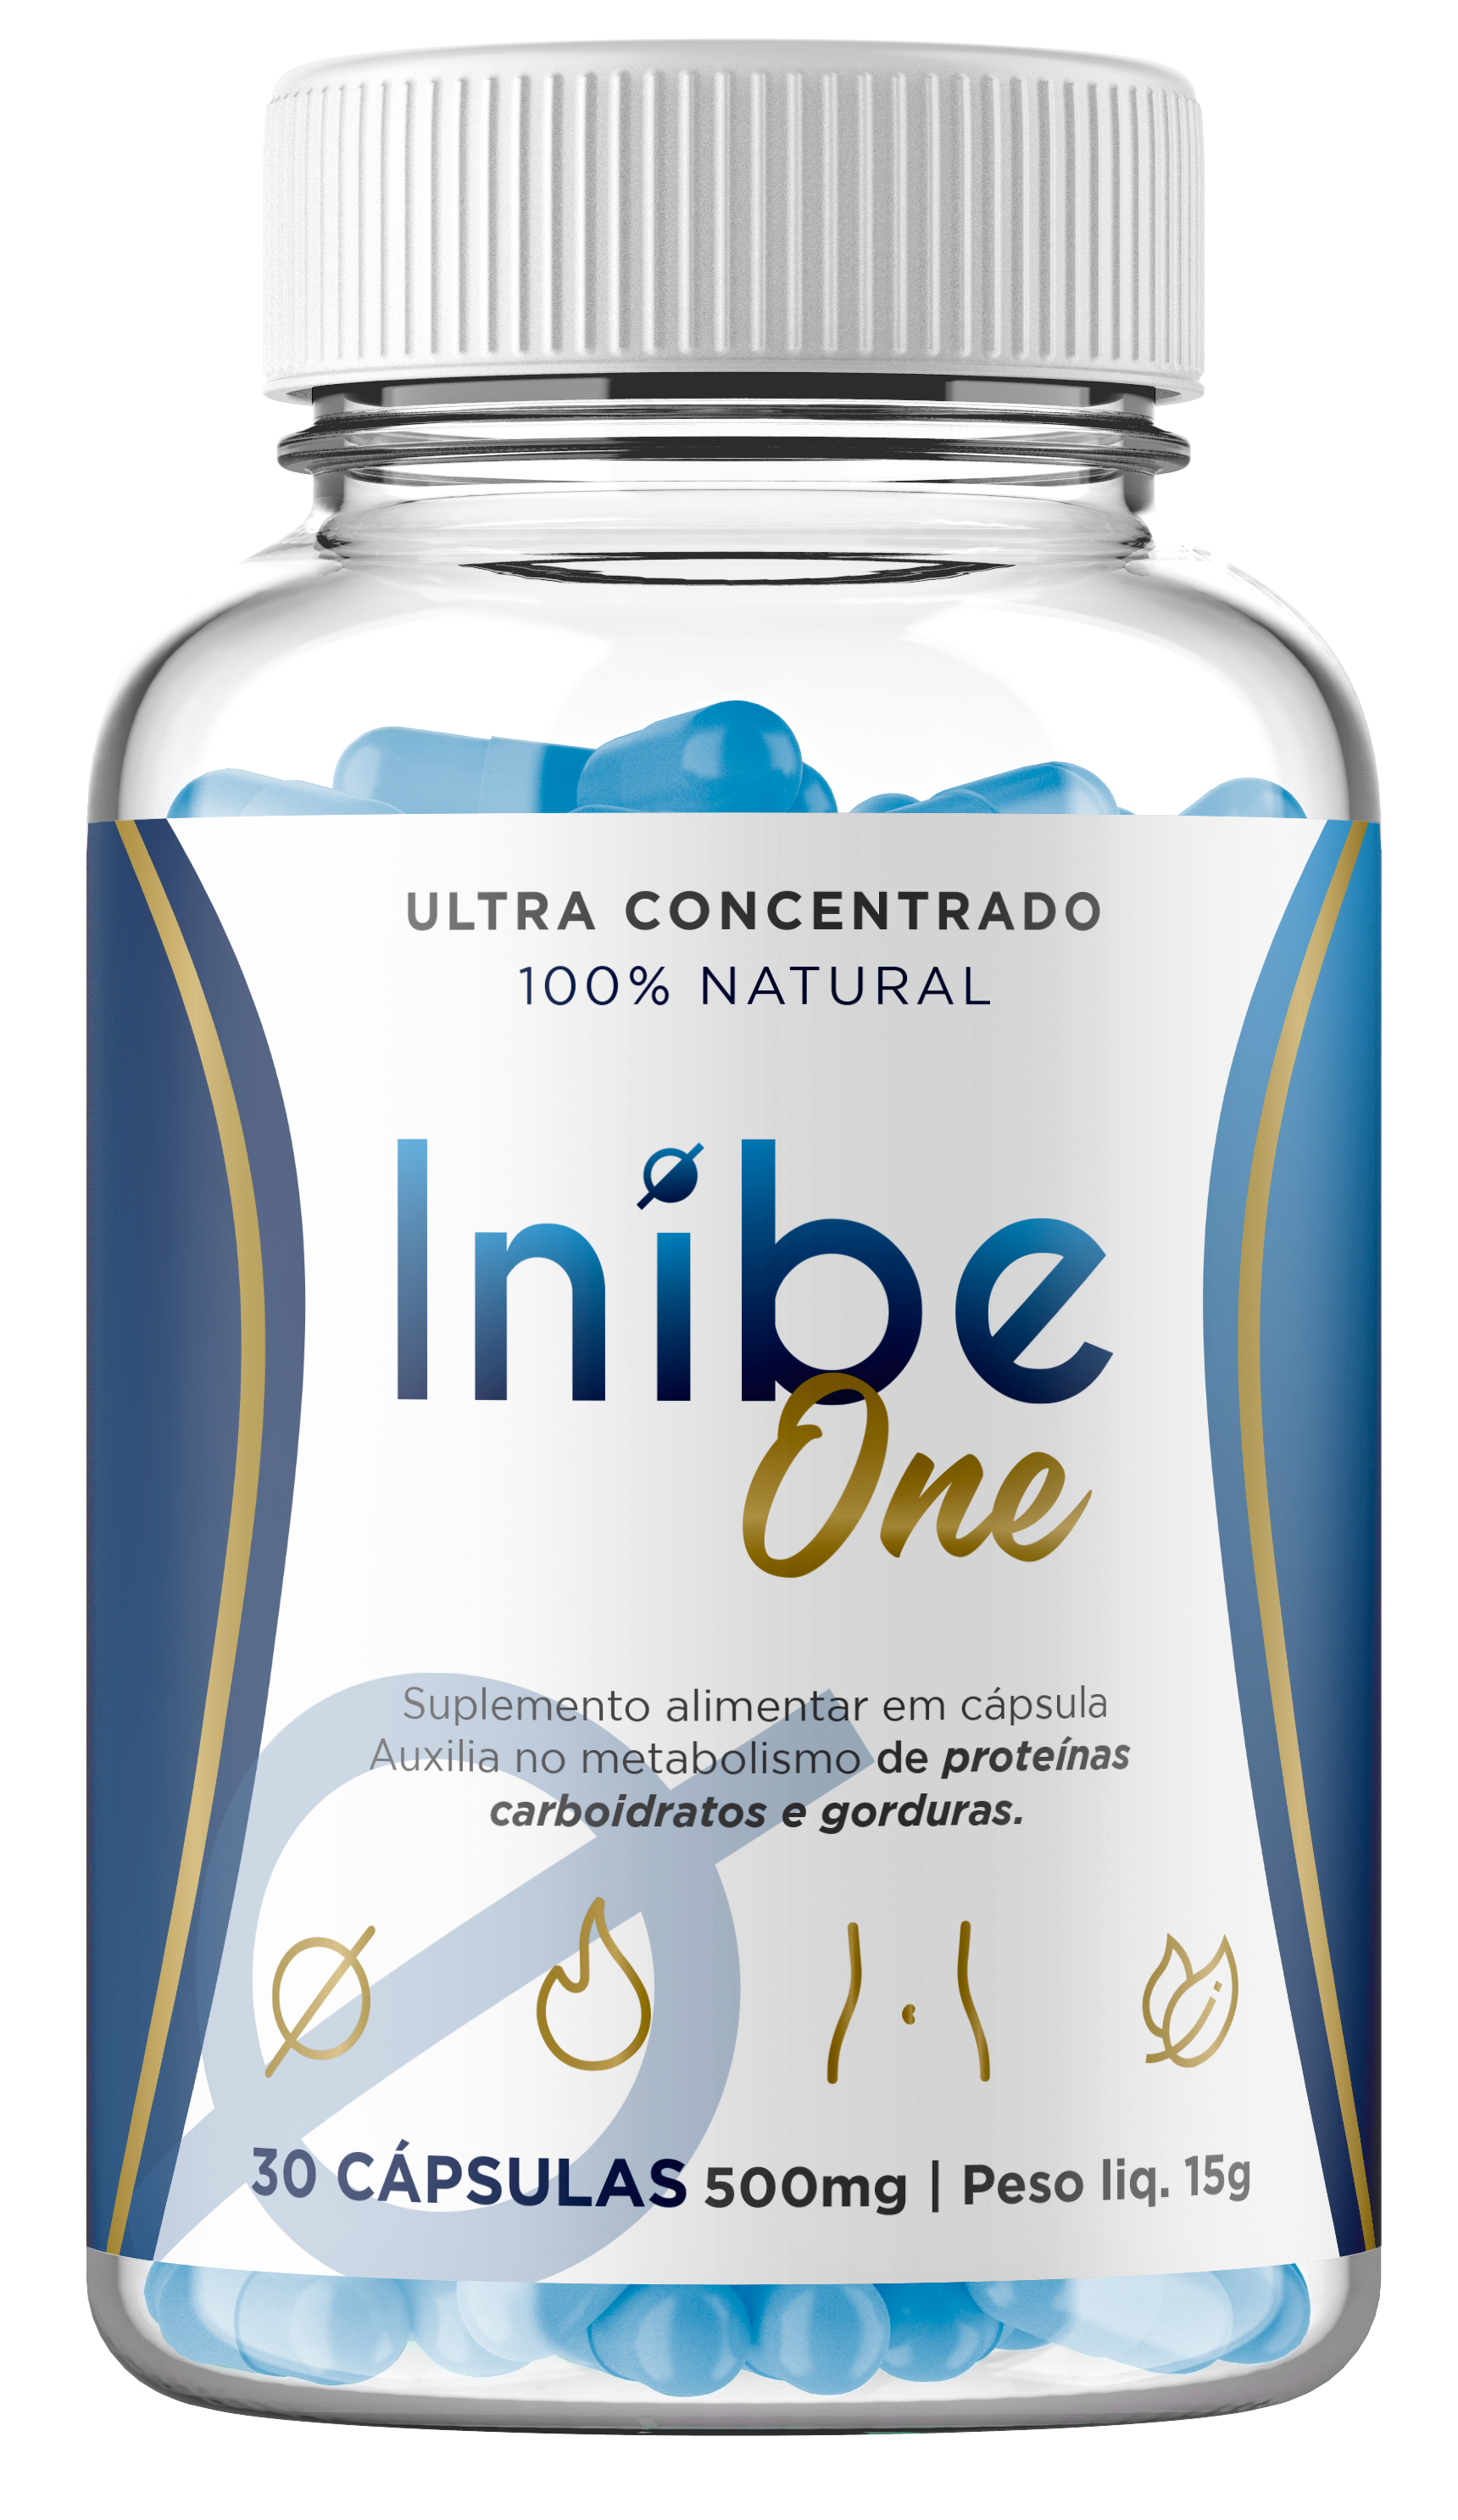 ULTRA CONCENTRADO
100% NATURAL
Inibe
One
Suplemento alimentar em cápsula
Auxilia no metabolismo de proteínas
carboidratos e gorduras.
30 CÁPSULAS 500mg | Peso liq. 15g